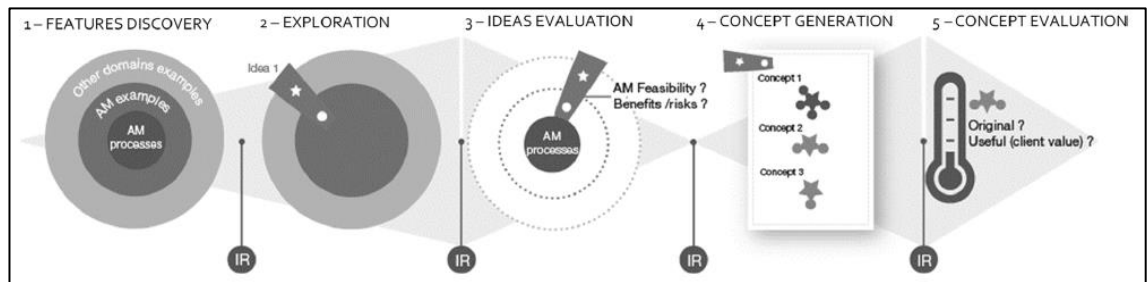 1 – FEATURES DISCOVERY
2 – EXPLORATION
3 – IDEAS EVALUATION
4 – CONCEPT GENERATION
5 – CONCEPT EVALUATION
Other domains examples
AM examples
AM
processes
IR
Idea 1
IR
AM Feasibility ?
Benefits /risks ?
AM
processes
IR
Concept 1
Concept 2
Concept 3
IR
Original ?
Useful (client value) ?